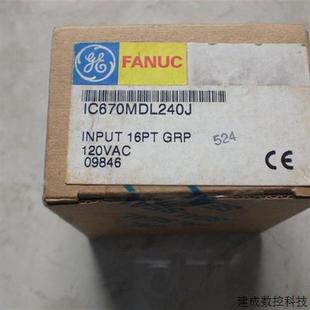 GE FANUC
IC670MDL240J
INPUT 16PT GRP
524
120VAC
09846
CE
建成数控科技